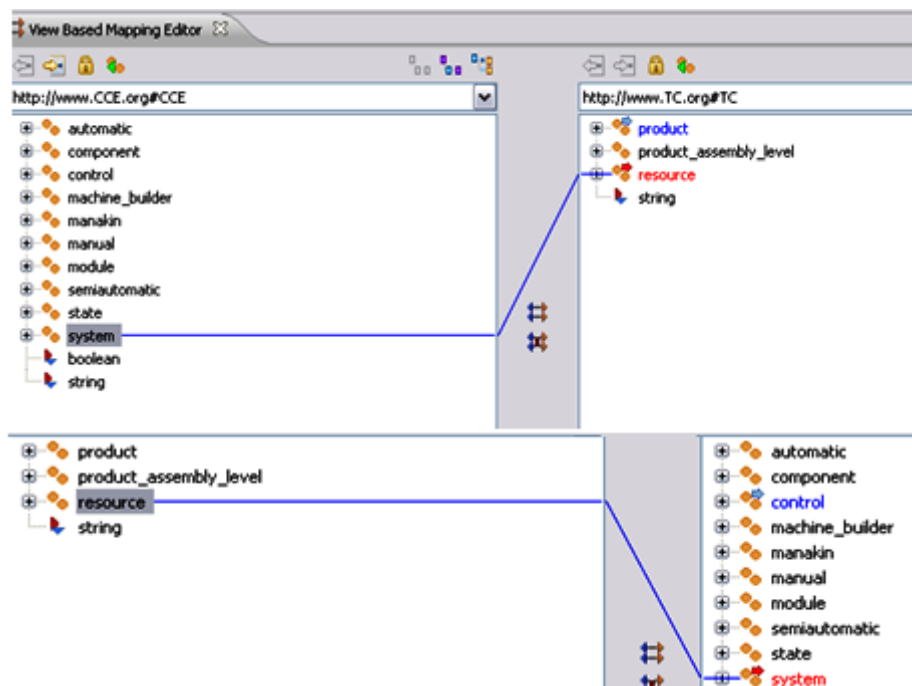 View Based Mapping Editor
http://www.CCE.org#CCE
automatic
component
control
machine_builder
manakin
manual
module
semiautomatic
state
system
boolean
string
http://www.TC.org#TC
product
product_assembly_level
resource
string
product
product_assembly_level
resource
string
automatic
component
control
machine_builder
manakin
manual
module
semiautomatic
state
system